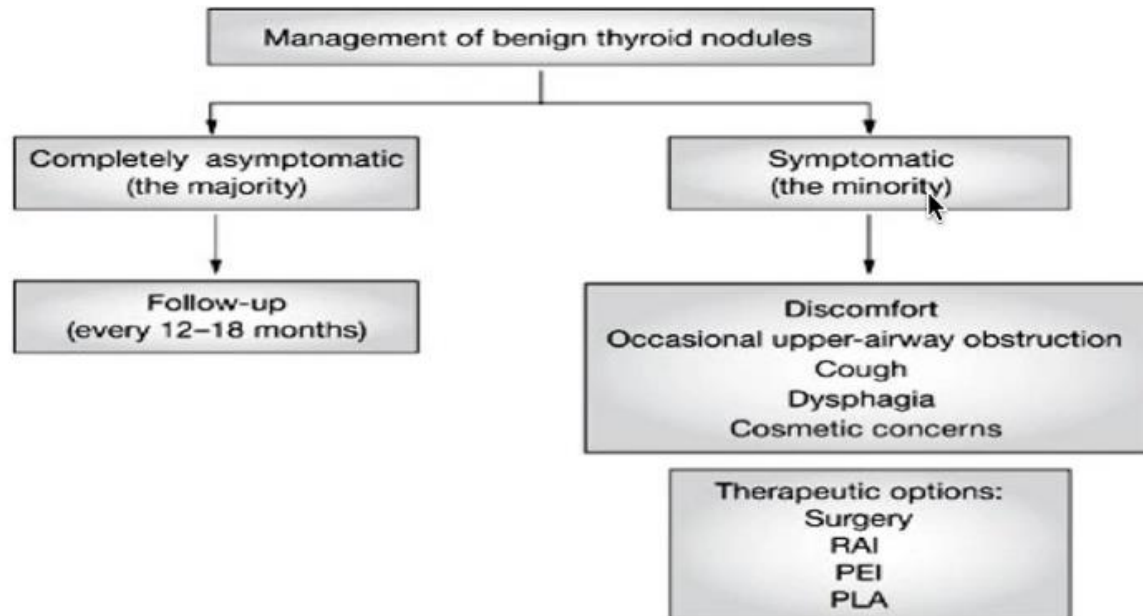 Management of benign thyroid nodules
Completely asymptomatic
(the majority)
Follow-up
(every 12–18 months)
Symptomatic
(the minority)
Discomfort
Occasional upper-airway obstruction
Cough
Dysphagia
Cosmetic concerns
Therapeutic options:
Surgery
RAI
PEI
PLA